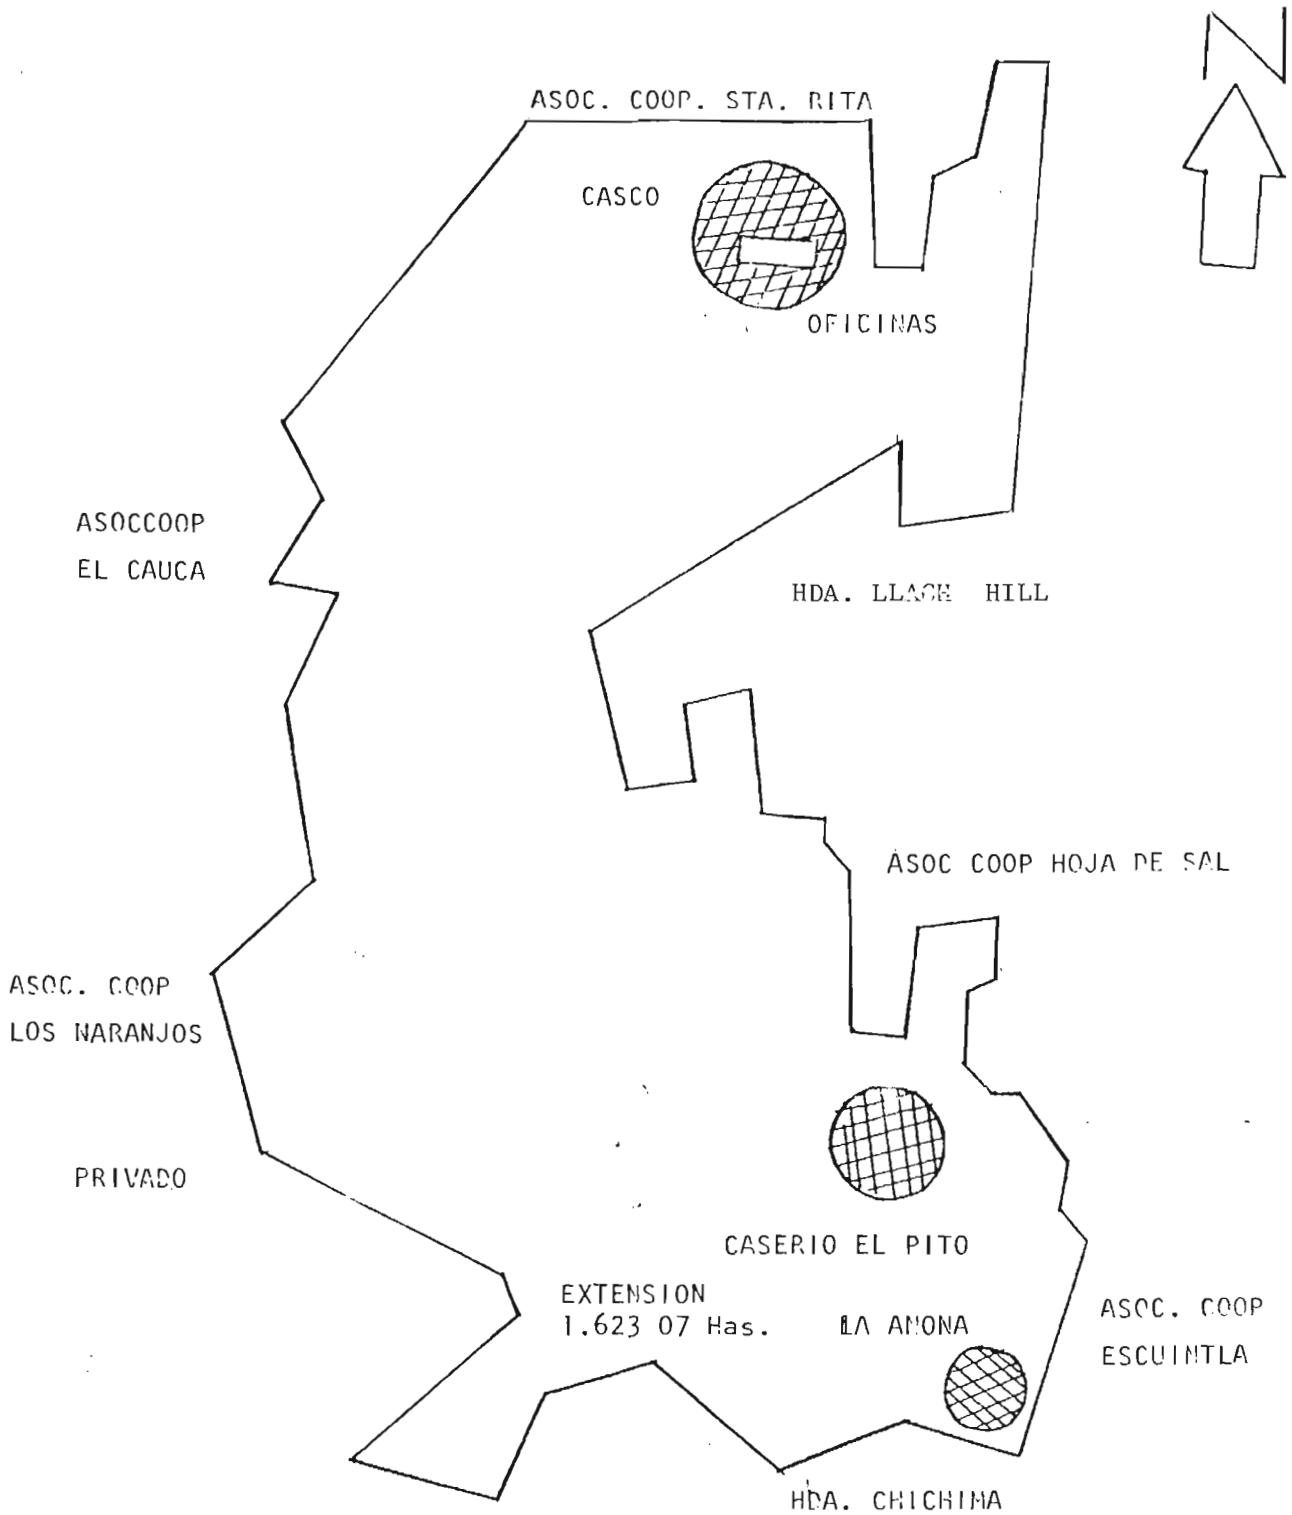 N
ASOC. COOP. STA. RITA
CASCO
OFICINAS
ASOCCOOP
EL CAUCA
HDA. LLACH HILL
ASOC COOP HOJA DE SAL
ASOC. COOP
LOS NARANJOS
PRIVADO
CASERIO EL PITO
EXTENSION
1.623 07 Has.
LA ANONA
ASOC. COOP
ESCUINTLA
HDA. CHICHIMA